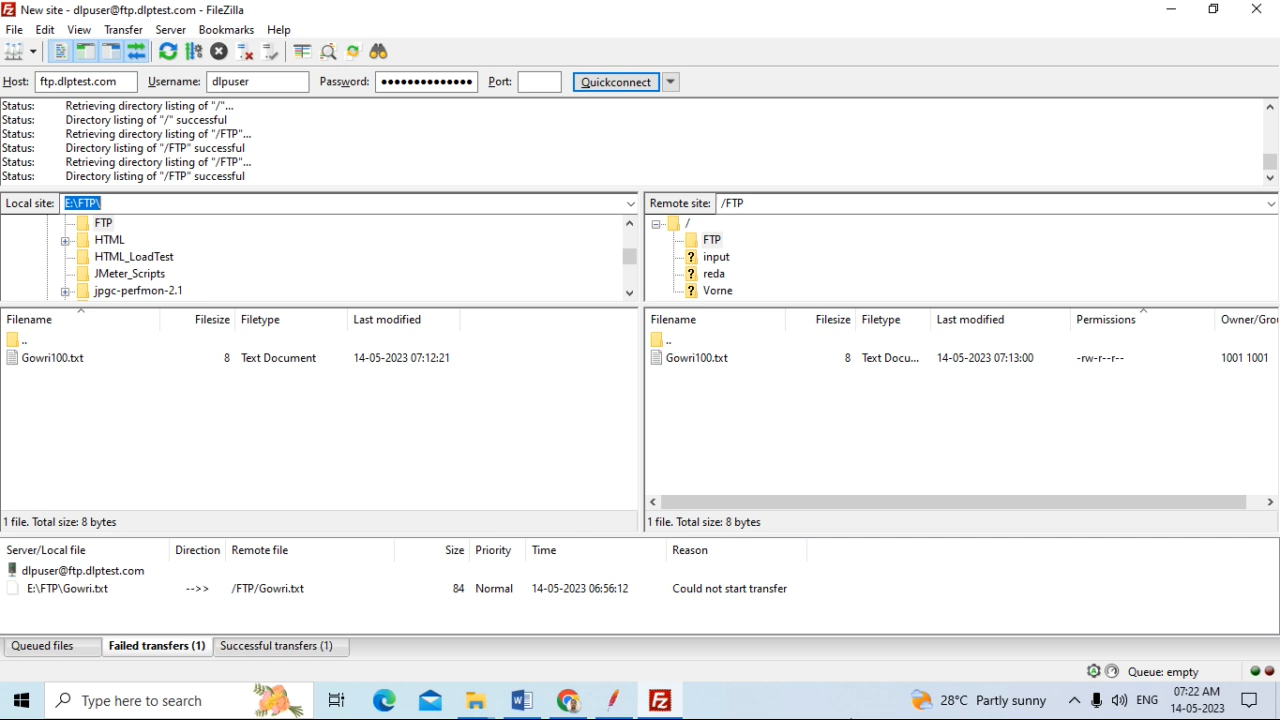 New site - dlpuser@ftp.dlptest.com - FileZilla
File Edit View Transfer Server Bookmarks Help
Host: ftp.dlptest.com Username: dlpuser Password: ●●●●●●●●●●●●●● Port: Quickconnect
Status: Retrieving directory listing of "/"...
Status: Directory listing of "/" successful
Status: Retrieving directory listing of "/FTP"...
Status: Directory listing of "/FTP" successful
Status: Retrieving directory listing of "/FTP"...
Status: Directory listing of "/FTP" successful
Local site: E:\FTP\
FTP
HTML
HTML_LoadTest
JMeter_Scripts
jpgc-perfmon-2.1
Remote site: /FTP
/
FTP
? input
? reda
? Vorne
Filename Filesize Filetype Last modified
..
Gowri100.txt 8 Text Document 14-05-2023 07:12:21
1 file. Total size: 8 bytes
Filename Filesize Filetype Last modified Permissions Owner/Grou
..
Gowri100.txt 8 Text Docu... 14-05-2023 07:13:00 -rw-r--r-- 1001 1001
1 file. Total size: 8 bytes
Server/Local file Direction Remote file Size Priority Time Reason
dlpuser@ftp.dlptest.com
E:\FTP\Gowri.txt -->> /FTP/Gowri.txt 84 Normal 14-05-2023 06:56:12 Could not start transfer
Queued files Failed transfers (1) Successful transfers (1)
Queue: empty
Type here to search 28°C Partly sunny ENG 07:22 AM
14-05-2023